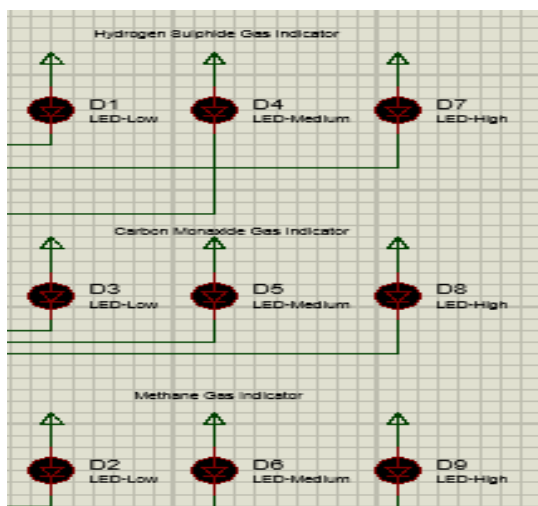 Hydrogen Sulphide Gas Indicator
D1 D4 D7
LED-Low LED-Medium LED-High
Carbon Monaxide Gas Indicator
D3 D5 D8
LED-Low LED-Medium LED-High
Methane Gas Indicator
D2 D6 D9
LED-Low LED-Medium LED-High